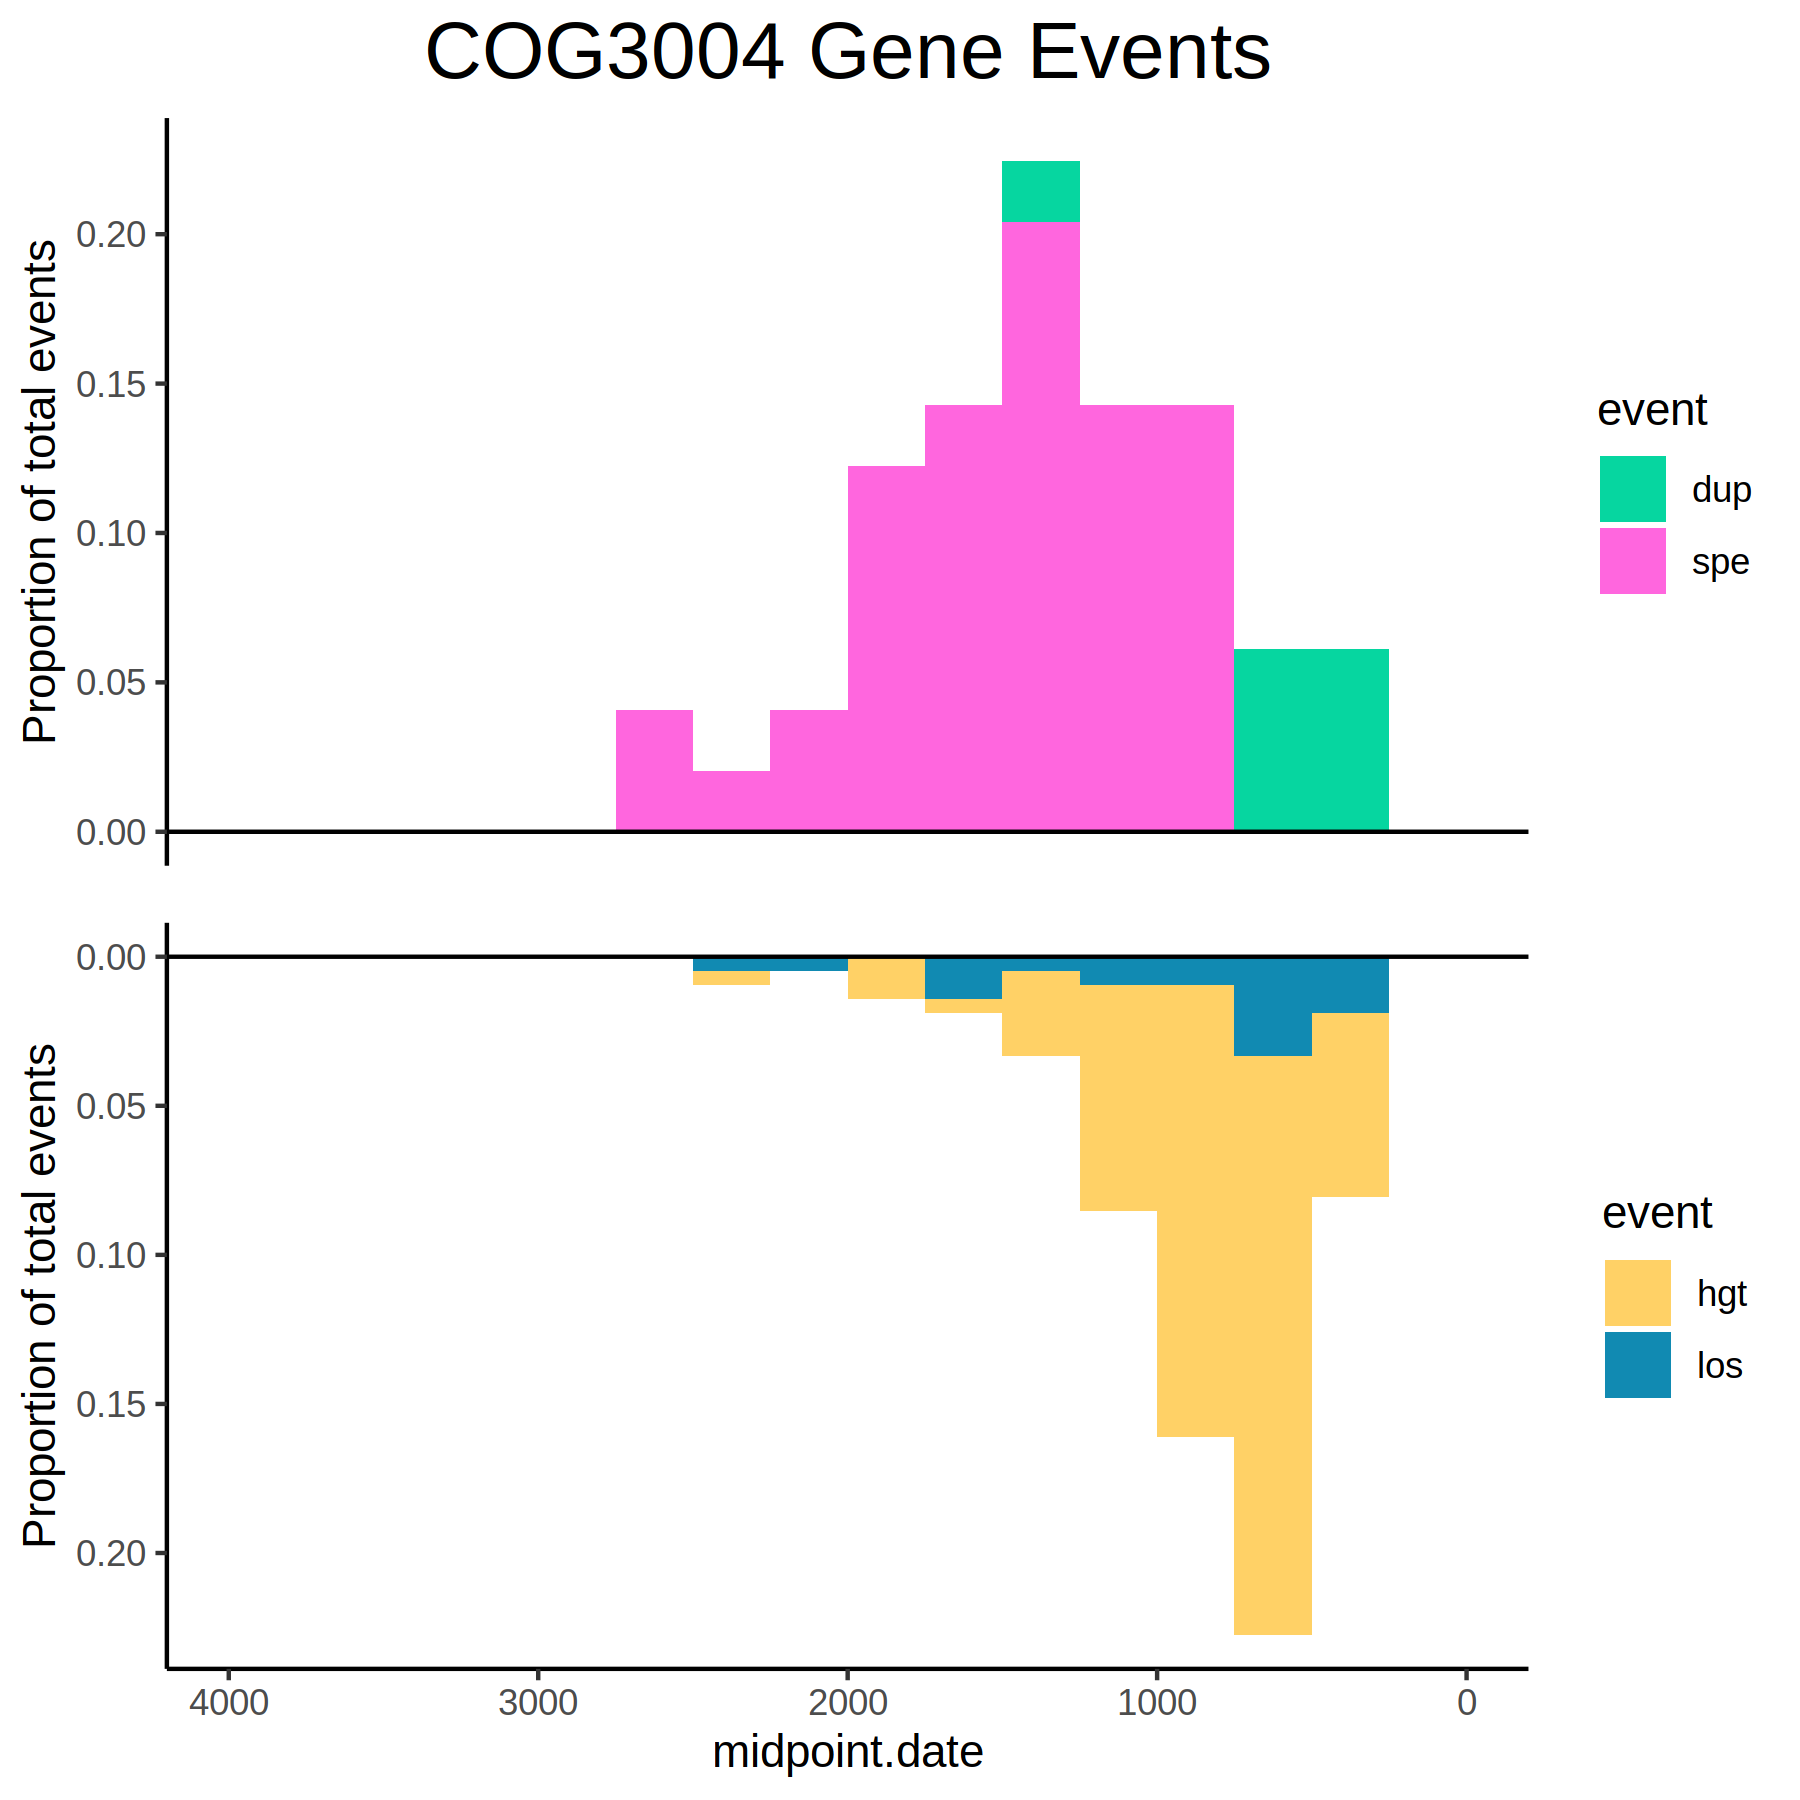 COG3004 Gene Events
Proportion of total events
0.20
0.15
0.10
0.05
0.00
event
dup
spe
Proportion of total events
0.00
0.05
0.10
0.15
0.20
event
hgt
los
4000 3000 2000 1000 0
midpoint.date